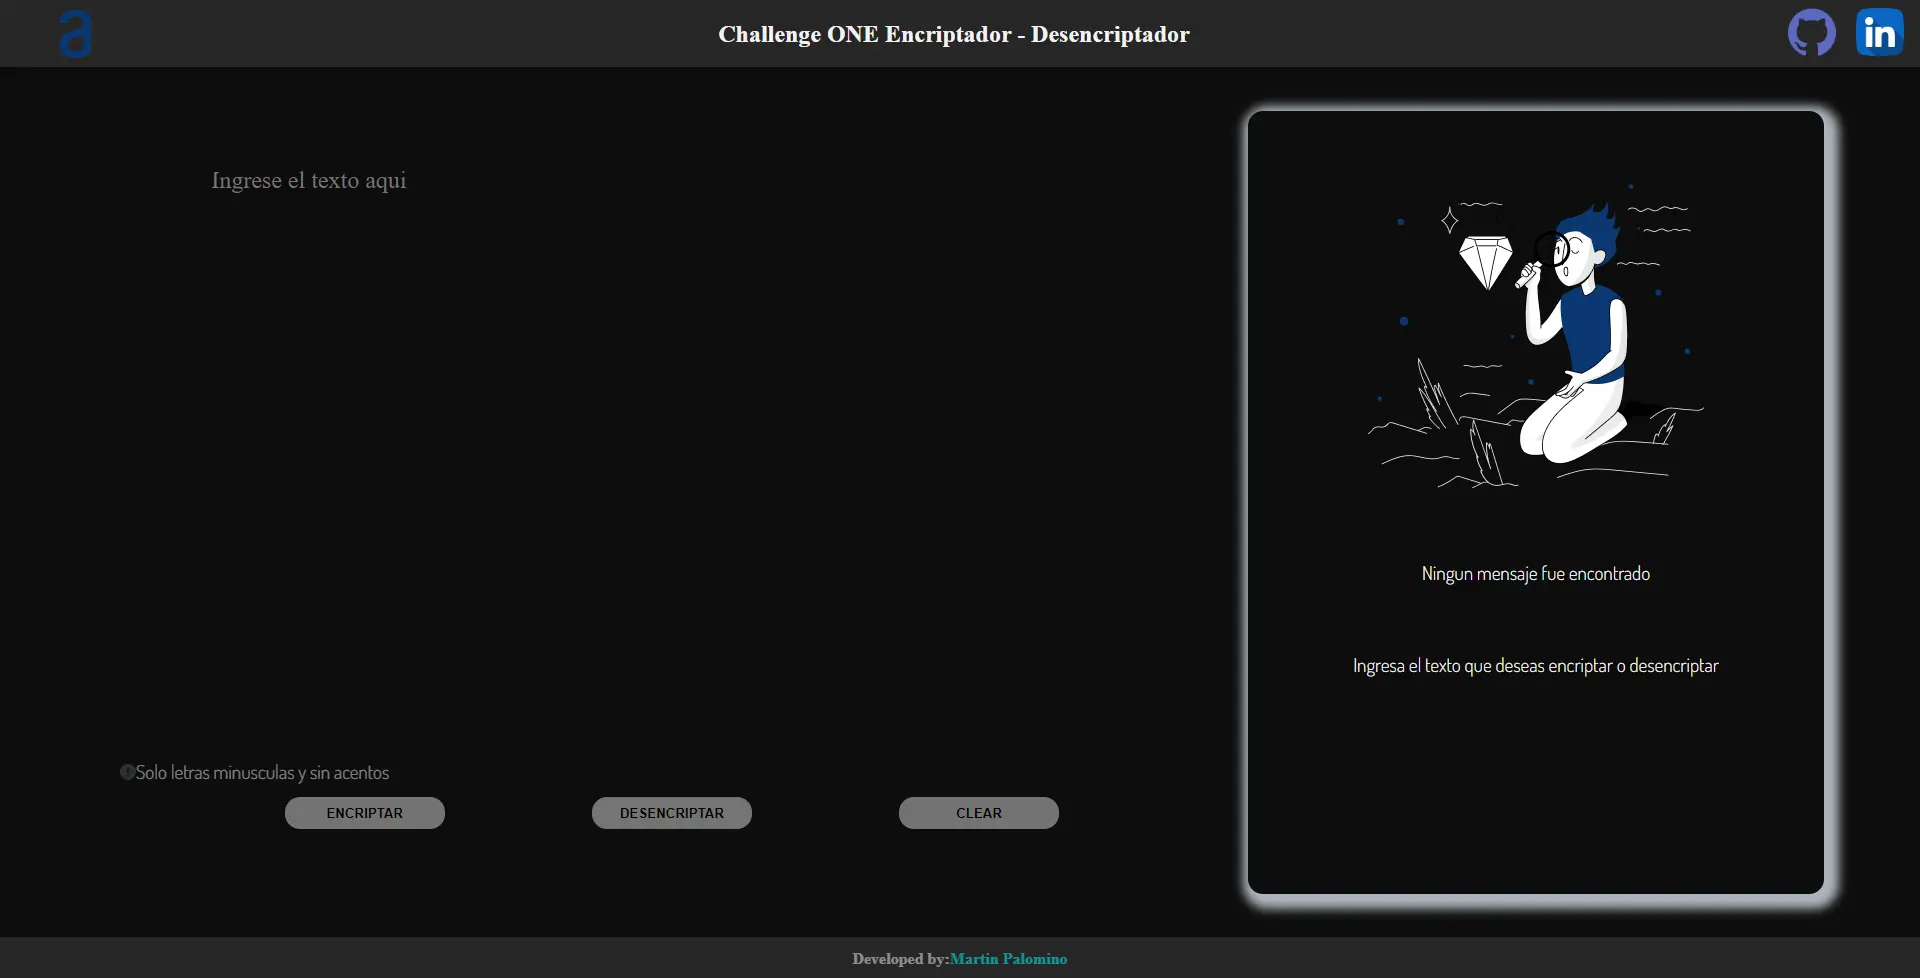 a
Challenge ONE Encriptador - Desencriptador
in
Ingrese el texto aqui
Ningun mensaje fue encontrado
Ingresa el texto que deseas encriptar o desencriptar
Solo letras minusculas y sin acentos
ENCRIPTAR
DESENCRIPTAR
CLEAR
Developed by:Martin Palomino